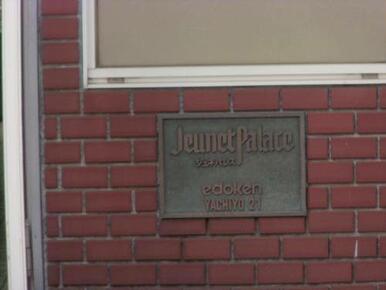 Jeunet Palace
edoken
YACHIYO 21